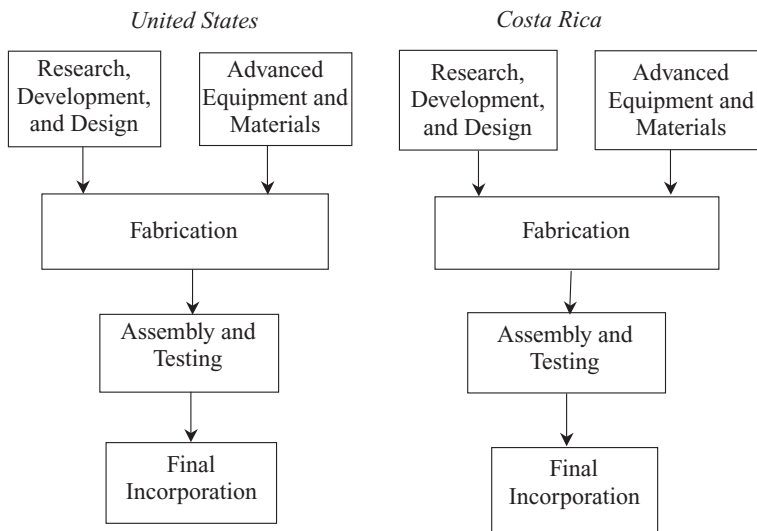 United States
Research,
Development,
and Design
Advanced
Equipment and
Materials
Fabrication
Assembly and
Testing
Final
Incorporation
Costa Rica
Research,
Development,
and Design
Advanced
Equipment and
Materials
Fabrication
Assembly and
Testing
Final
Incorporation